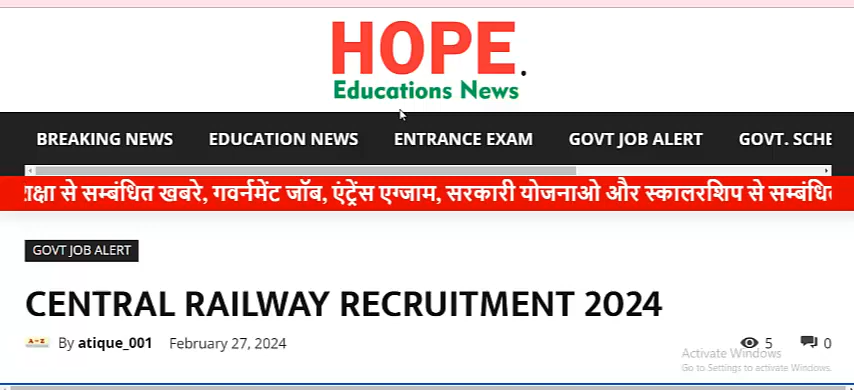 HOPE.
Educations News
BREAKING NEWS EDUCATION NEWS ENTRANCE EXAM GOVT JOB ALERT GOVT. SCHE
से सम्बंधित खबरे, गवर्नमेंट जॉब, एंट्रेंस एग्जाम, सरकारी योजनाओ और स्कालरशिप से सम्बंधि
GOVT JOB ALERT
CENTRAL RAILWAY RECRUITMENT 2024
A-Z By atique_001 February 27, 2024 5 0
Activate Windows
Go to Settings to activate Windows.